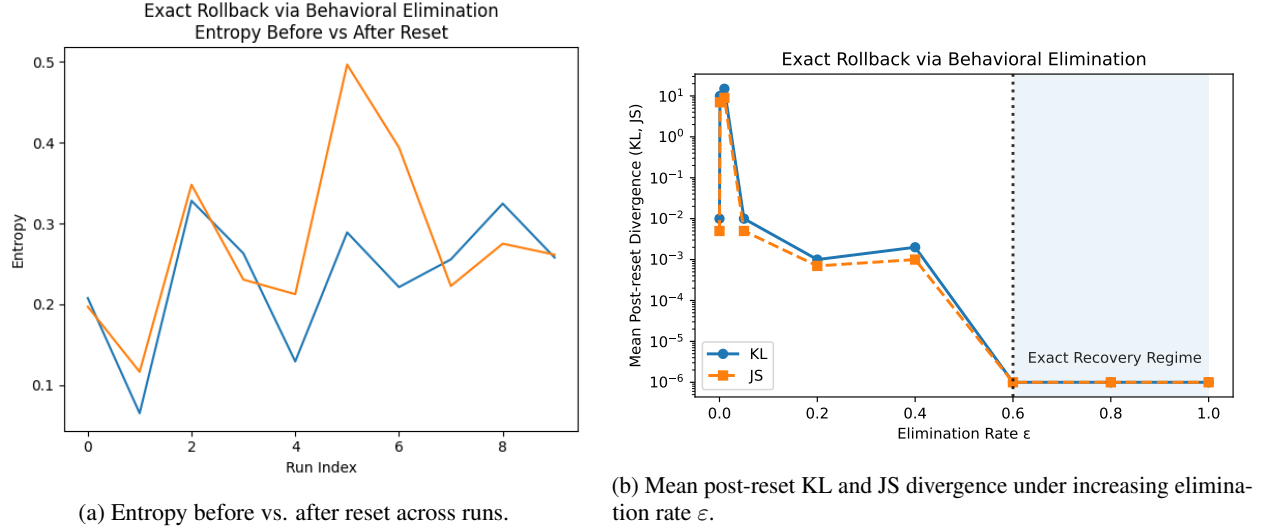 Exact Rollback via Behavioral Elimination
Entropy Before vs After Reset
Entropy
0.5
0.4
0.3
0.2
0.1
0
2
4
6
8
Run Index
(a) Entropy before vs. after reset across runs.
Exact Rollback via Behavioral Elimination
Mean Post-reset Divergence (KL, JS)
10¹
10⁰
10⁻¹
10⁻²
10⁻³
10⁻⁴
10⁻⁵
10⁻⁶
KL
JS
Exact Recovery Regime
0.0
0.2
0.4
0.6
0.8
1.0
Elimination Rate ε
(b) Mean post-reset KL and JS divergence under increasing elimina-
tion rate ε.